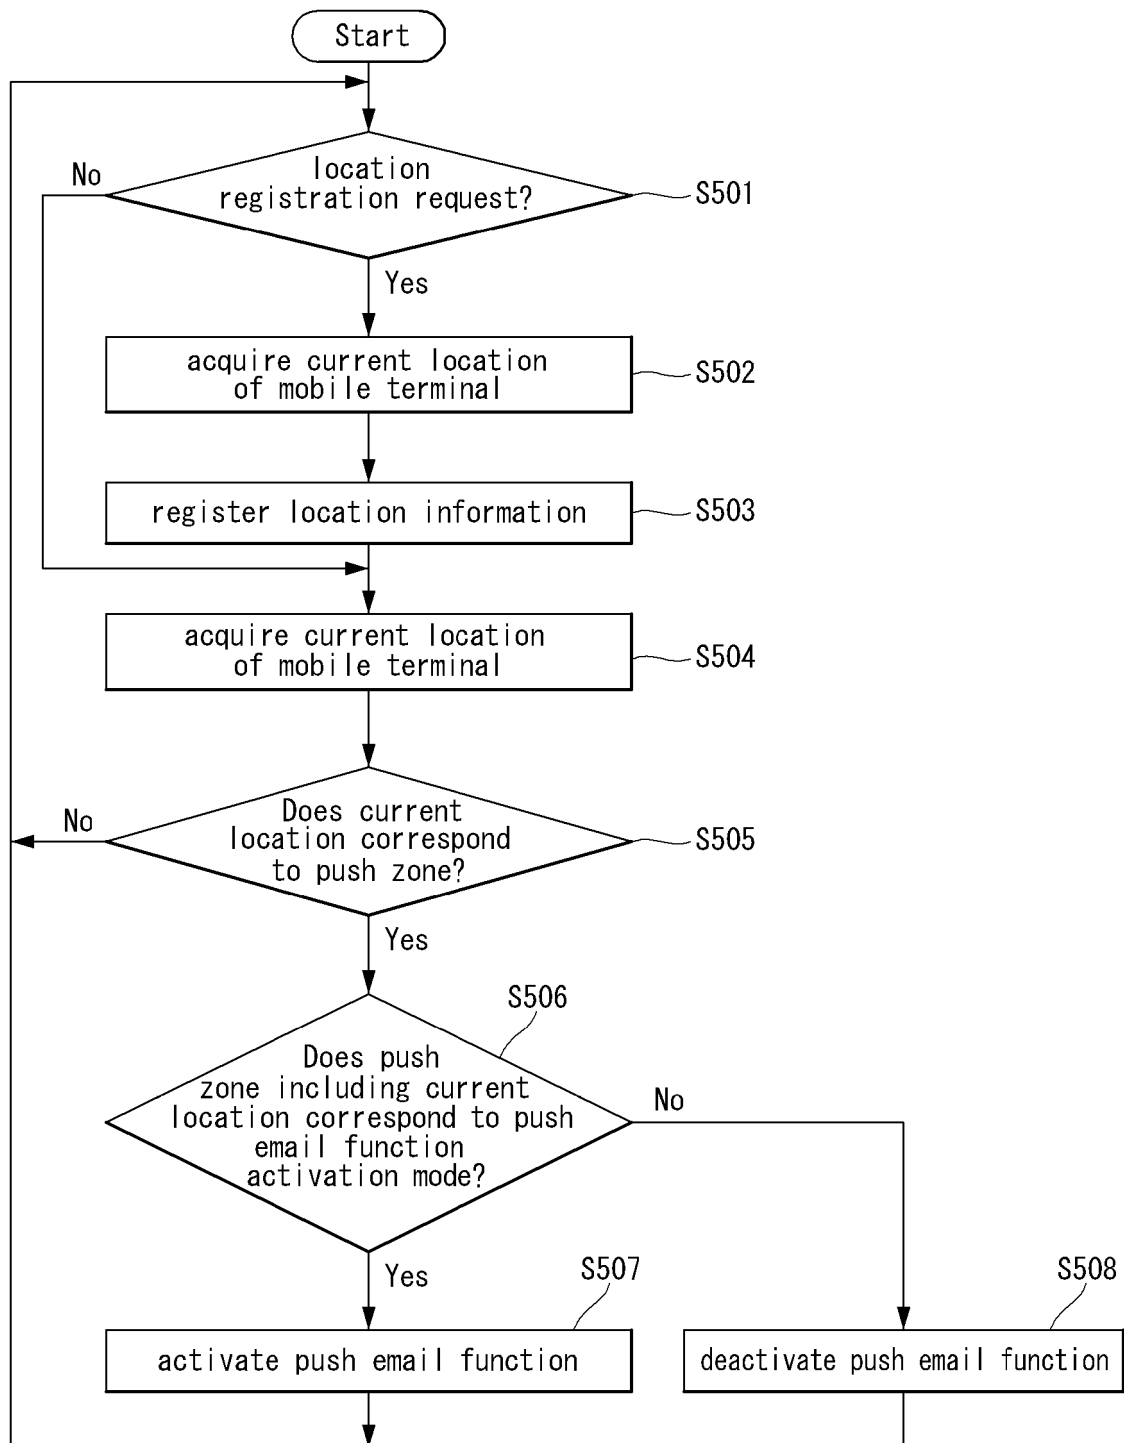 Start
location
registration request?
No
S501
Yes
acquire current location
of mobile terminal
S502
register location information
S503
acquire current location
of mobile terminal
S504
Does current
location correspond
to push zone?
No
S505
Yes
S506
Does push
zone including current
location correspond to push
email function
activation mode?
No
Yes
S507
S508
activate push email function
deactivate push email function